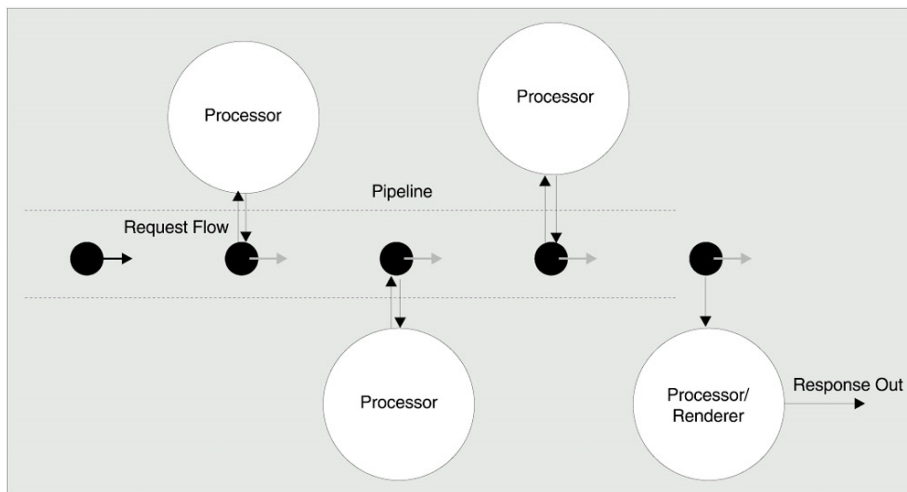 Processor
Processor
Pipeline
Request Flow
Processor
Processor/
Renderer
Response Out